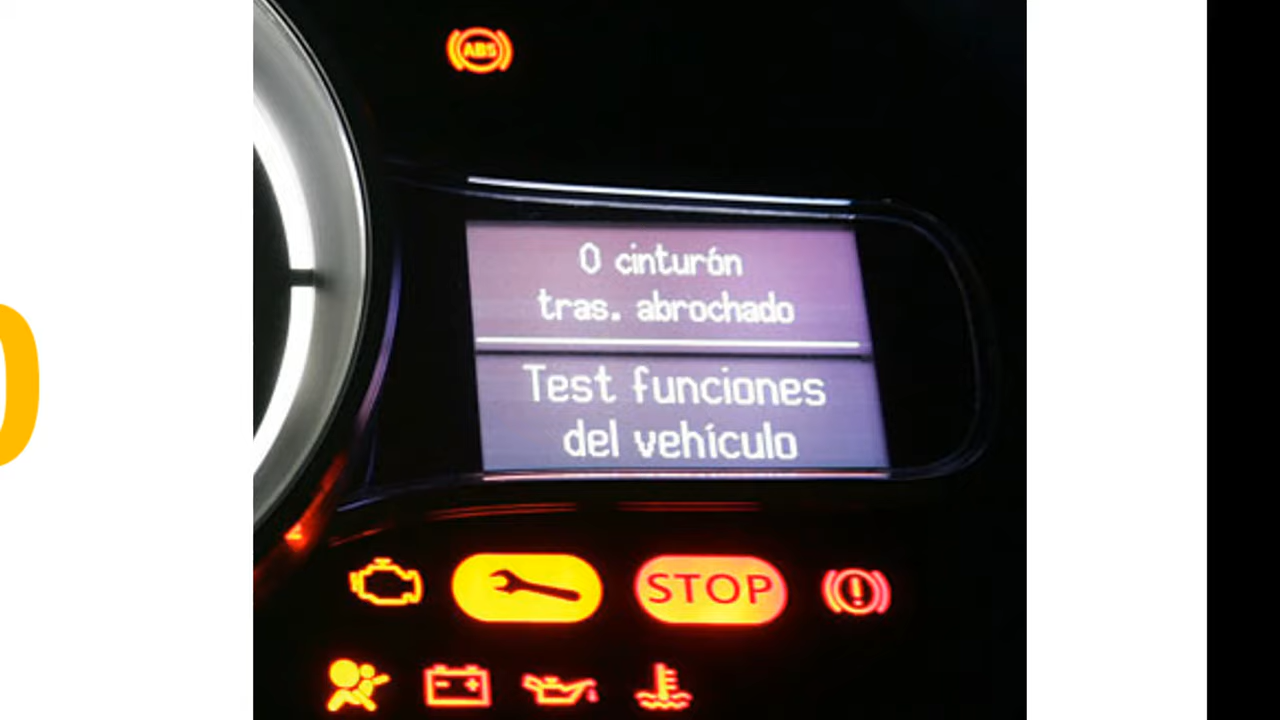 ABS
0 cinturón
tras. abrochado
Test funciones
del vehículo
STOP